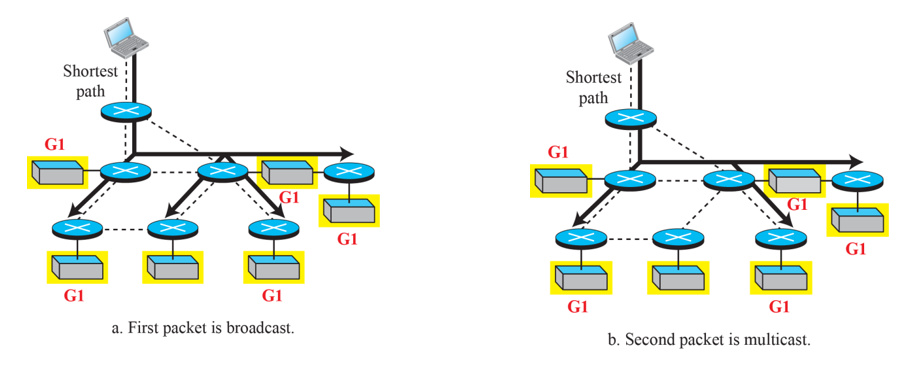 Shortest
path
G1
G1
G1
G1
G1
a. First packet is broadcast.
Shortest
path
G1
G1
G1
G1
G1
b. Second packet is multicast.